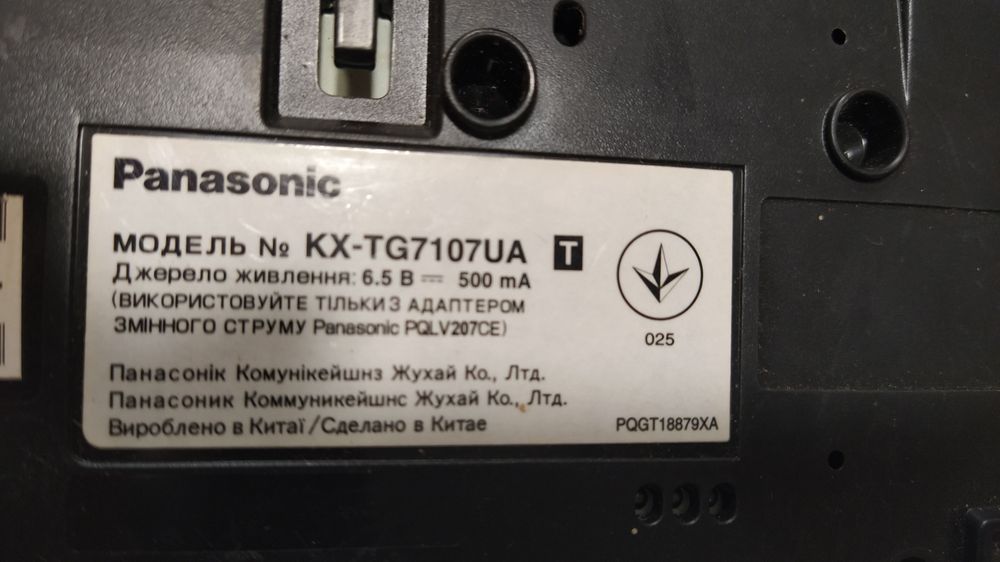 Panasonic
МОДЕЛЬ № KX-TG7107UA T
Джерело живлення: 6.5 В ⎓ 500 mA
(ВИКОРИСТОВУЙТЕ ТІЛЬКИ З АДАПТЕРОМ
ЗМІННОГО СТРУМУ Panasonic PQLV207CE)
025
Панасонік Комунікейшнз Жухай Ко., Лтд.
Панасоник Коммуникейшнс Жухай Ко., Лтд.
Вироблено в Китаї/Сделано в Китае
PQGT18879XA